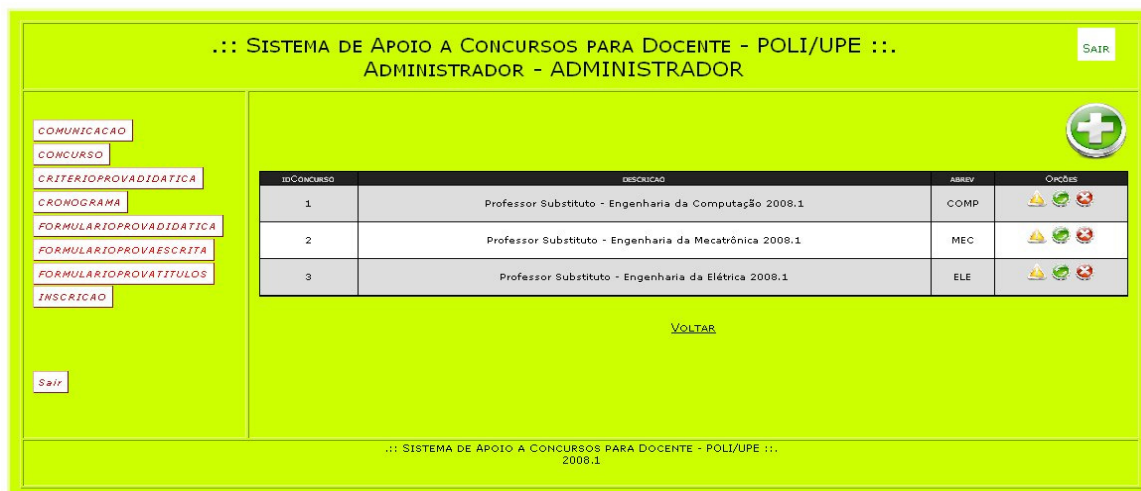 .:: Sistema de Apoio a Concursos para Docente - POLI/UPE ::.
Administrador - ADMINISTRADOR
Sair
COMUNICACAO
CONCURSO
CRITERIOPROVADIDATICA
CRONOGRAMA
FORMULARIOPROVADIDATICA
FORMULARIOPROVAESCRITA
FORMULARIOPROVATITULOS
INSCRICAO
Sair
idConcurso descricao abrev Opções
1 Professor Substituto - Engenharia da Computação 2008.1 COMP
2 Professor Substituto - Engenharia da Mecatrônica 2008.1 MEC
3 Professor Substituto - Engenharia da Elétrica 2008.1 ELE
Voltar
.:: Sistema de Apoio a Concursos para Docente - POLI/UPE ::.
2008.1